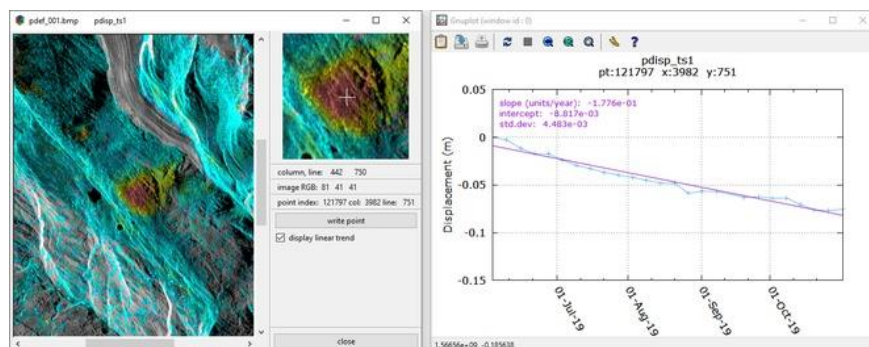 pdef_001.bmp pdisp_ts1
column, line: 442 750
image RGB: 81 41 41
point index: 121797 col: 3982 line: 751
write point
display linear trend
close
Gnuplot (window id : 0)
pdisp_ts1
pt:121797 x:3982 y:751
slope (units/year): -1.776e-01
intercept: -8.817e-03
std.dev: 4.483e-03
Displacement (m)
0.05
0
-0.05
-0.1
-0.15
01-Jul-19
01-Aug-19
01-Sep-19
01-Oct-19
1.56656e+09, -0.185638